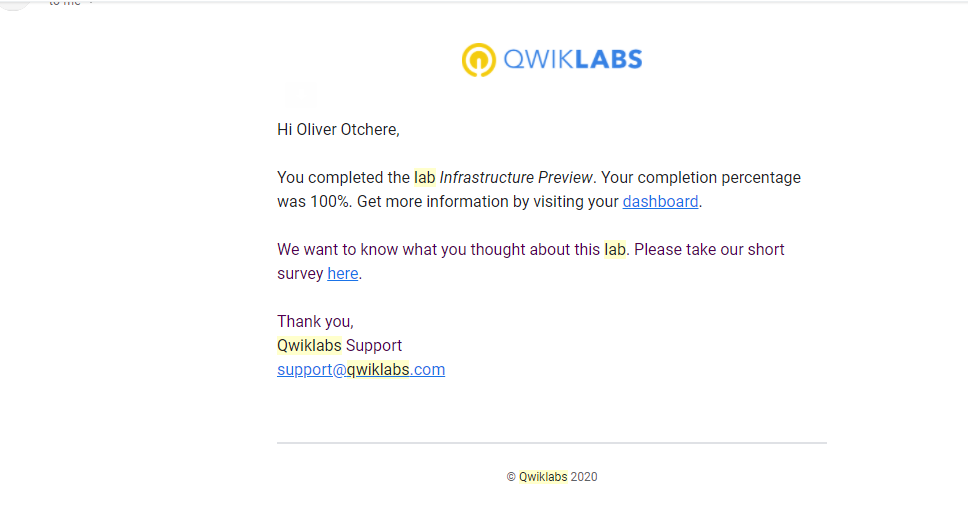 to me
QWIKLABS
Hi Oliver Otchere,
You completed the lab Infrastructure Preview. Your completion percentage
was 100%. Get more information by visiting your dashboard.
We want to know what you thought about this lab. Please take our short
survey here.
Thank you,
Qwiklabs Support
support@qwiklabs.com
© Qwiklabs 2020